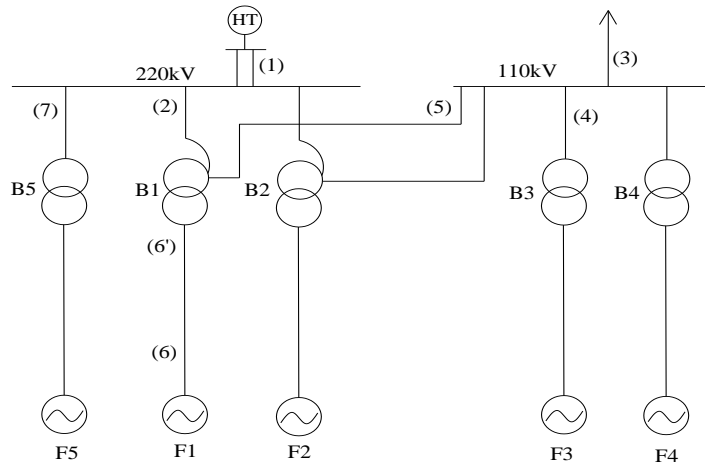 HT
(1)
220kV
110kV
(3)
(7)
(2)
(5)
(4)
B5
B1
B2
B3
B4
(6')
(6)
F5
F1
F2
F3
F4